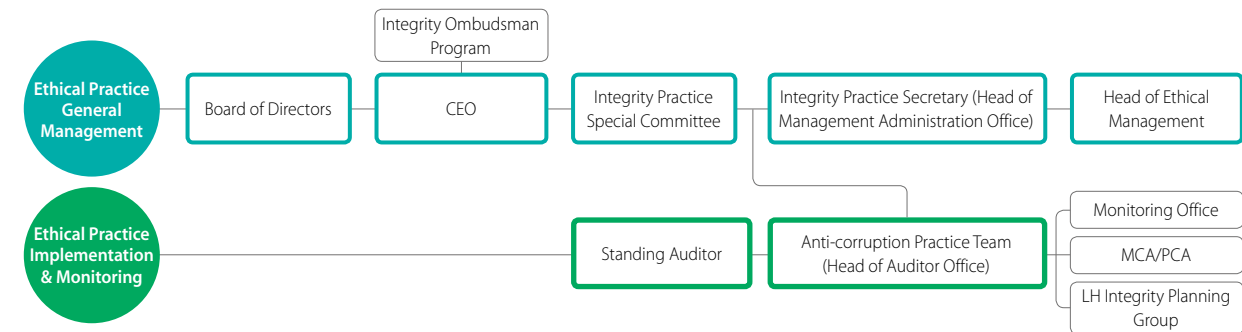 Integrity Ombudsman
Program
Ethical Practice
General
Management
Board of Directors
CEO
Integrity Practice
Special Committee
Integrity Practice Secretary (Head of
Management Administration Office)
Head of Ethical
Management
Ethical Practice
Implementation
& Monitoring
Standing Auditor
Anti-corruption Practice Team
(Head of Auditor Office)
Monitoring Office
MCA/PCA
LH Integrity Planning
Group